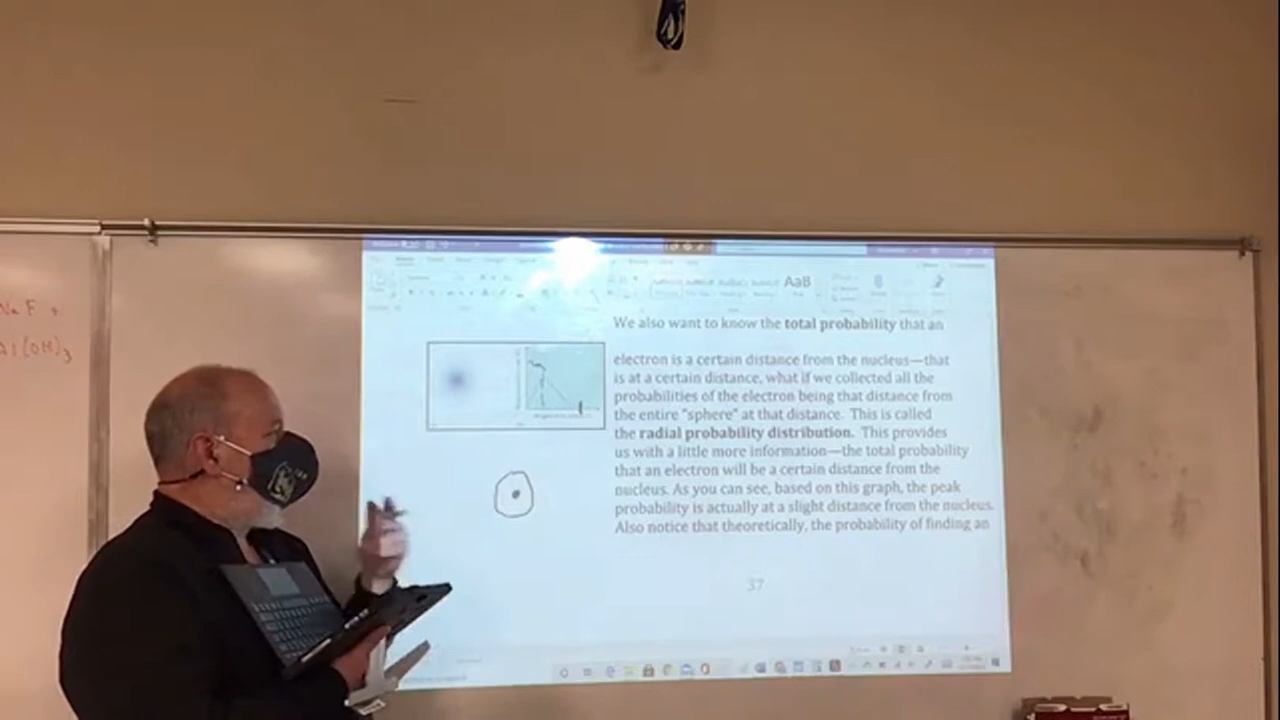 Na F
Al(OH)3
AaB
We also want to know the total probability that an
electron is a certain distance from the nucleus—that
is at a certain distance, what if we collected all the
probabilities of the electron being that distance from
the entire "sphere" at that distance. This is called
the radial probability distribution. This provides
us with a little more information—the total probability
that an electron will be a certain distance from the
nucleus. As you can see, based on this graph, the peak
probability is actually at a slight distance from the nucleus.
Also notice that theoretically, the probability of finding an
37